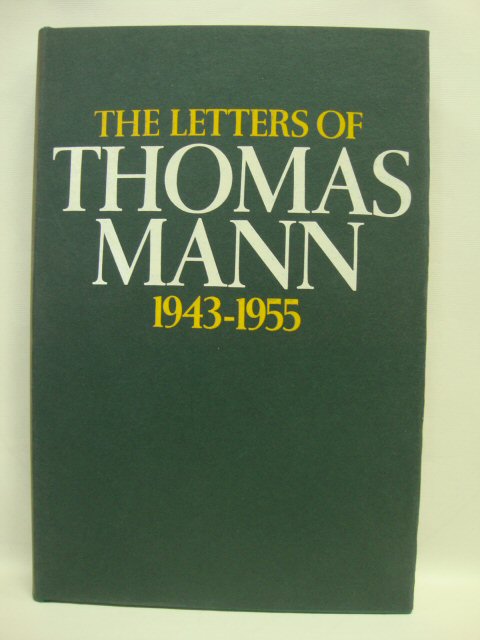 THE LETTERS OF
THOMAS
MANN
1943-1955